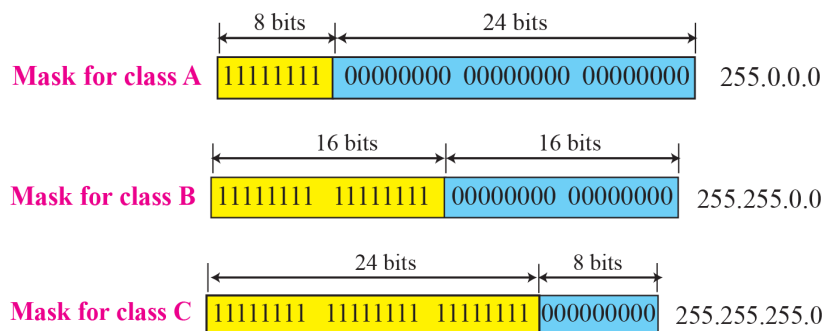 8 bits 24 bits
Mask for class A 11111111 00000000 00000000 00000000 255.0.0.0
16 bits 16 bits
Mask for class B 11111111 11111111 00000000 00000000 255.255.0.0
24 bits 8 bits
Mask for class C 11111111 11111111 11111111 000000000 255.255.255.0